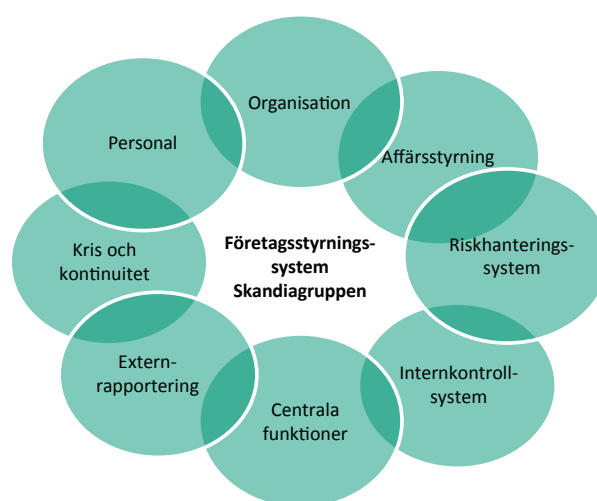 Organisation
Affärsstyrning
Riskhanterings-
system
Internkontroll-
system
Centrala
funktioner
Extern-
rapportering
Kris och
kontinuitet
Personal
Företagsstyrnings-
system
Skandiagruppen